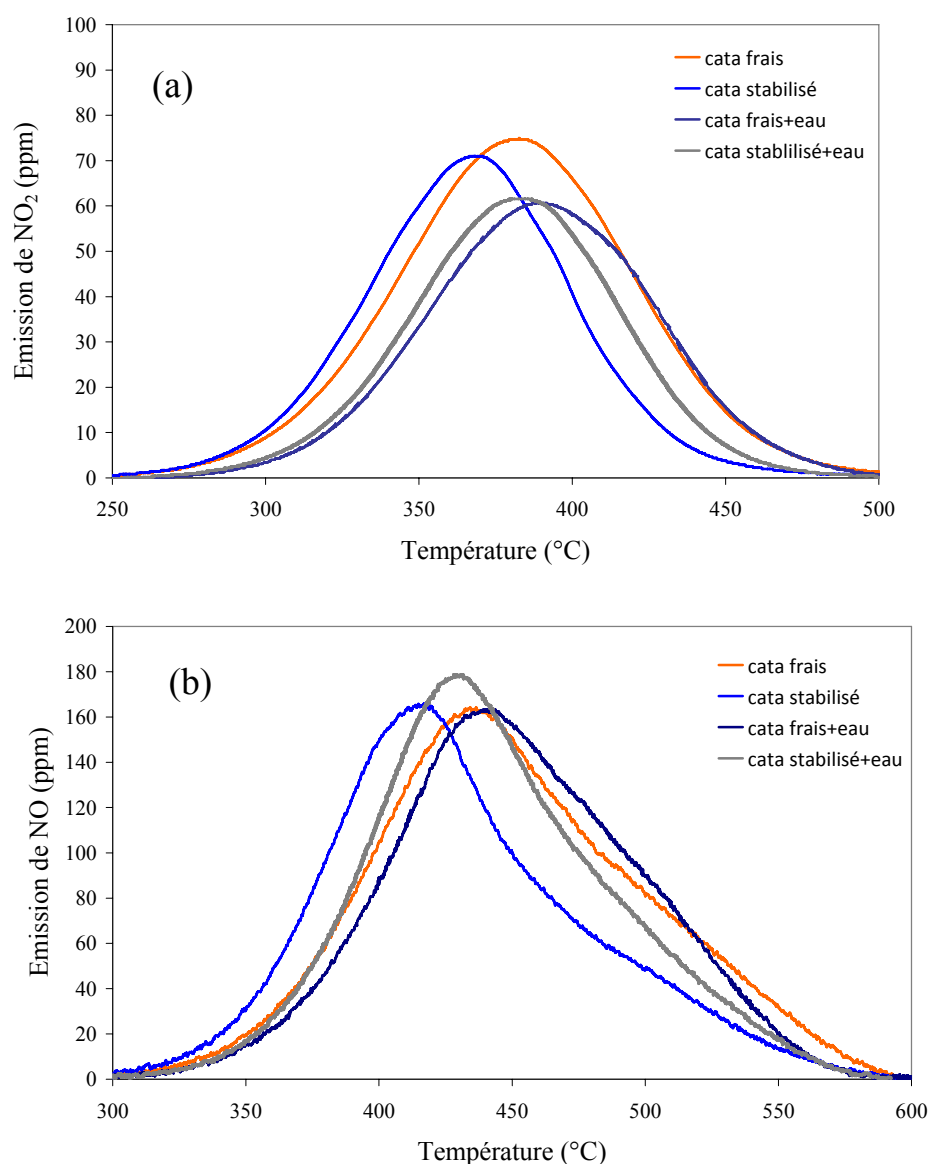 100
90
80
70
60
50
40
30
20
10
0
Emission de NO2 (ppm)
(a)
cata frais
cata stabilisé
cata frais+eau
cata stablilisé+eau
250 300 350 400 450 500
Température (°C)
200
180
160
140
120
100
80
60
40
20
0
Emission de NO (ppm)
(b)
cata frais
cata stabilisé
cata frais+eau
cata stabilisé+eau
300 350 400 450 500 550 600
Température (°C)